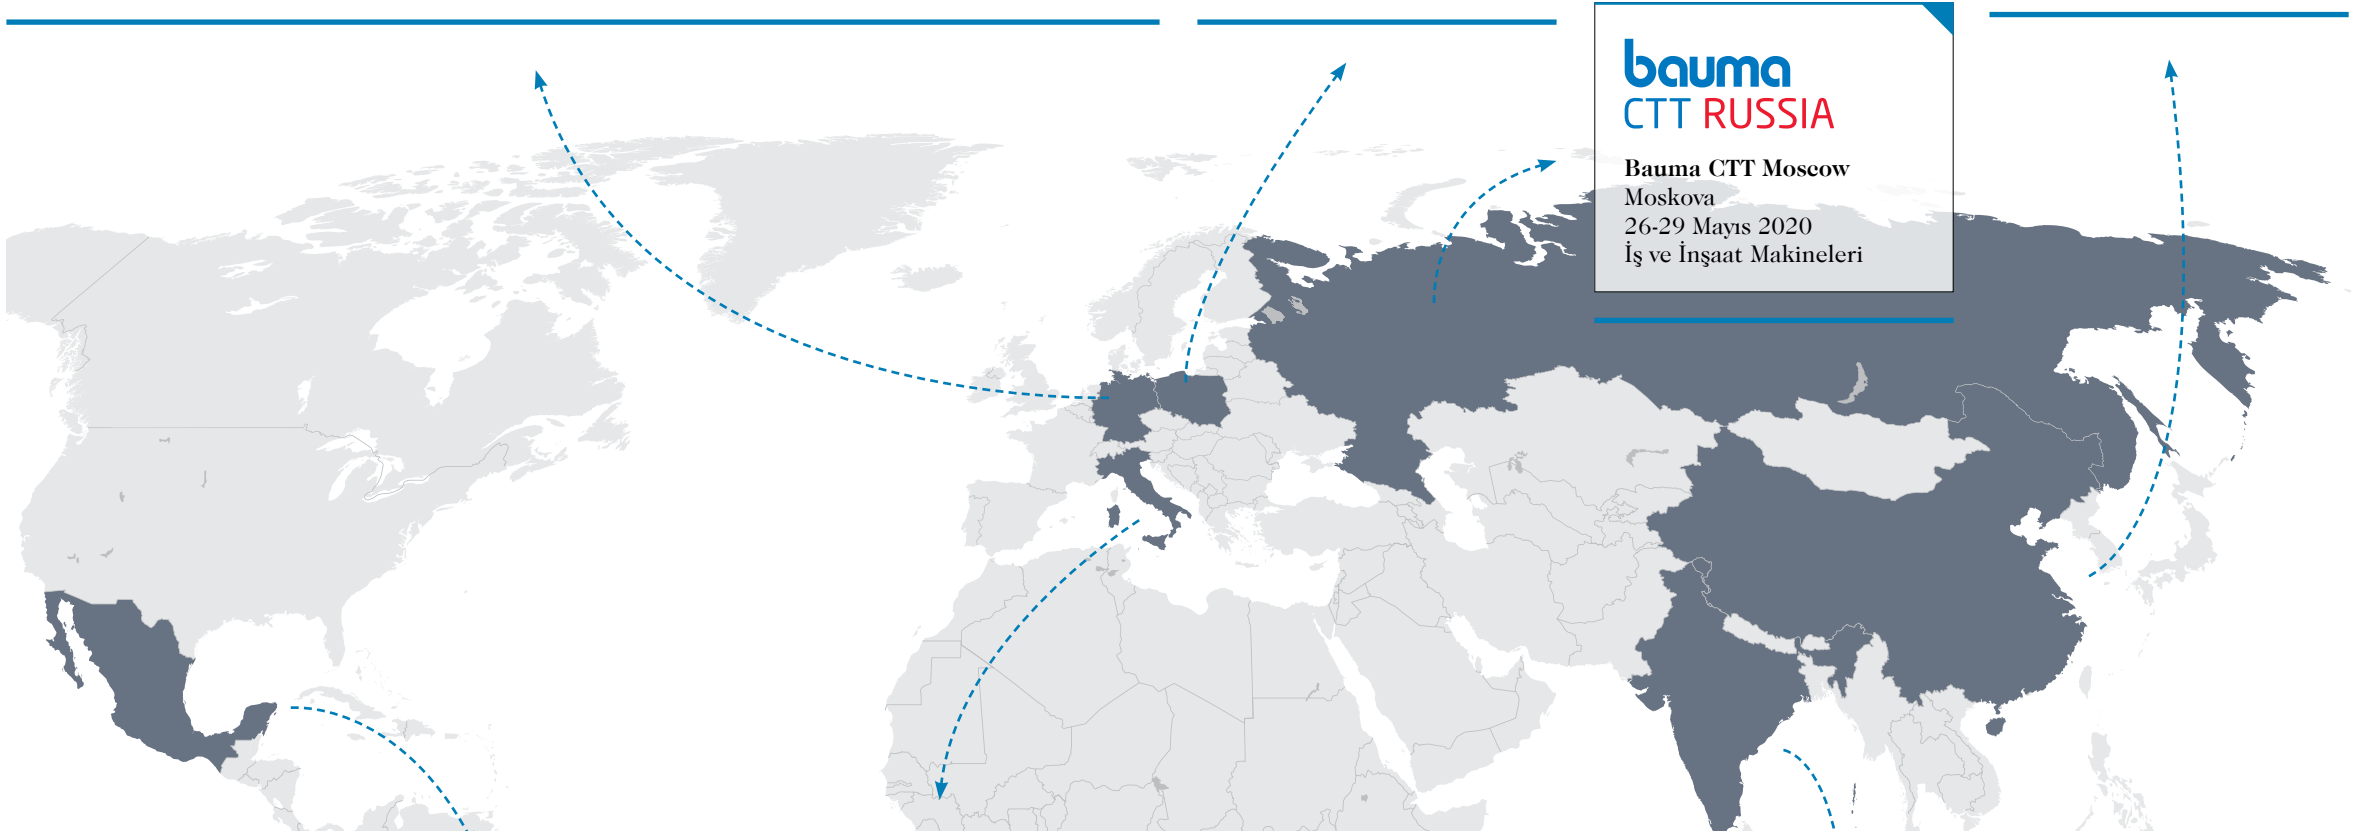 bauma
CTT RUSSIA
Bauma CTT Moscow
Moskova
26-29 Mayıs 2020
İş ve İnşaat Makineleri